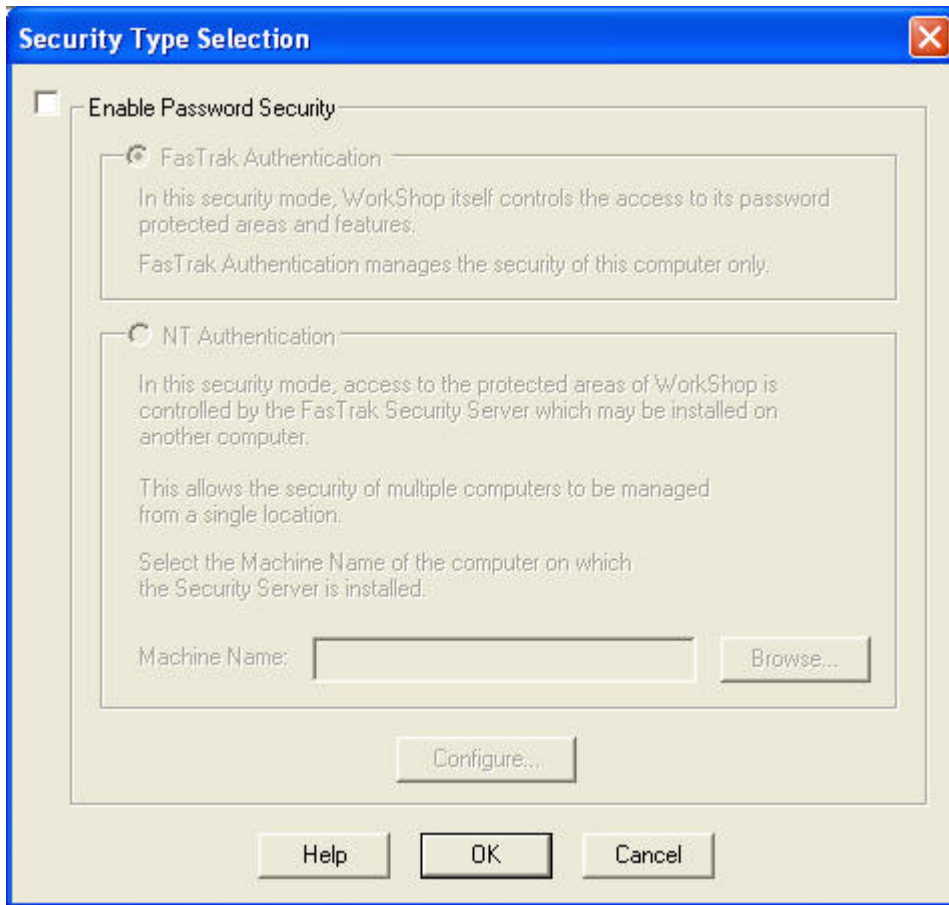 Security Type Selection
Enable Password Security
FasTrak Authentication
In this security mode, WorkShop itself controls the access to its password
protected areas and features.
FasTrak Authentication manages the security of this computer only.
NT Authentication
In this security mode, access to the protected areas of WorkShop is
controlled by the FasTrak Security Server which may be installed on
another computer.
This allows the security of multiple computers to be managed
from a single location.
Select the Machine Name of the computer on which
the Security Server is installed.
Machine Name:
Browse...
Configure...
Help
OK
Cancel